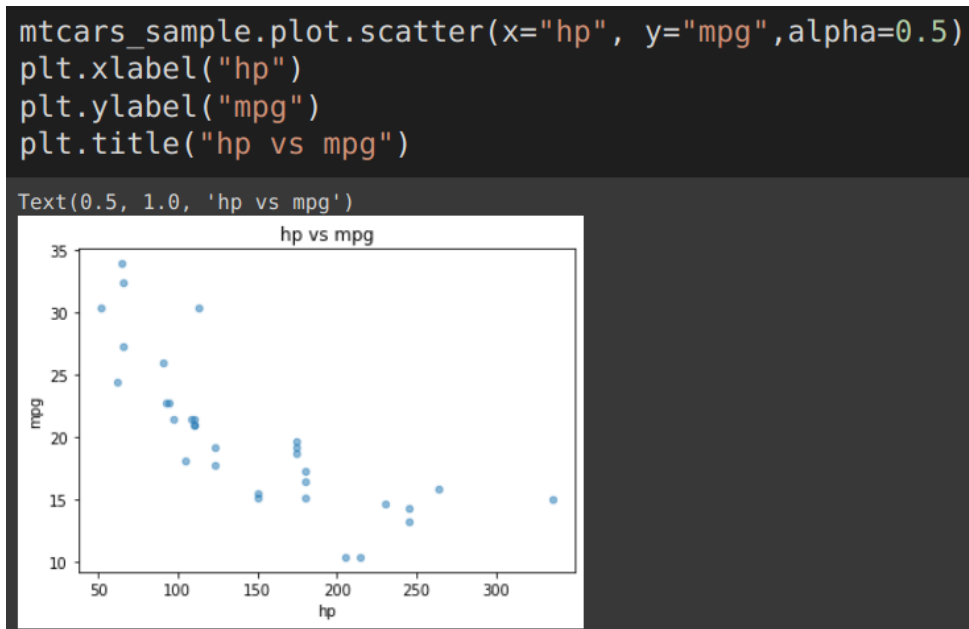 mtcars_sample.plot.scatter(x="hp", y="mpg",alpha=0.5)
plt.xlabel("hp")
plt.ylabel("mpg")
plt.title("hp vs mpg")
Text(0.5, 1.0, 'hp vs mpg')
hp vs mpg
35
30
25
20
15
10
mpg
50 100 150 200 250 300
hp